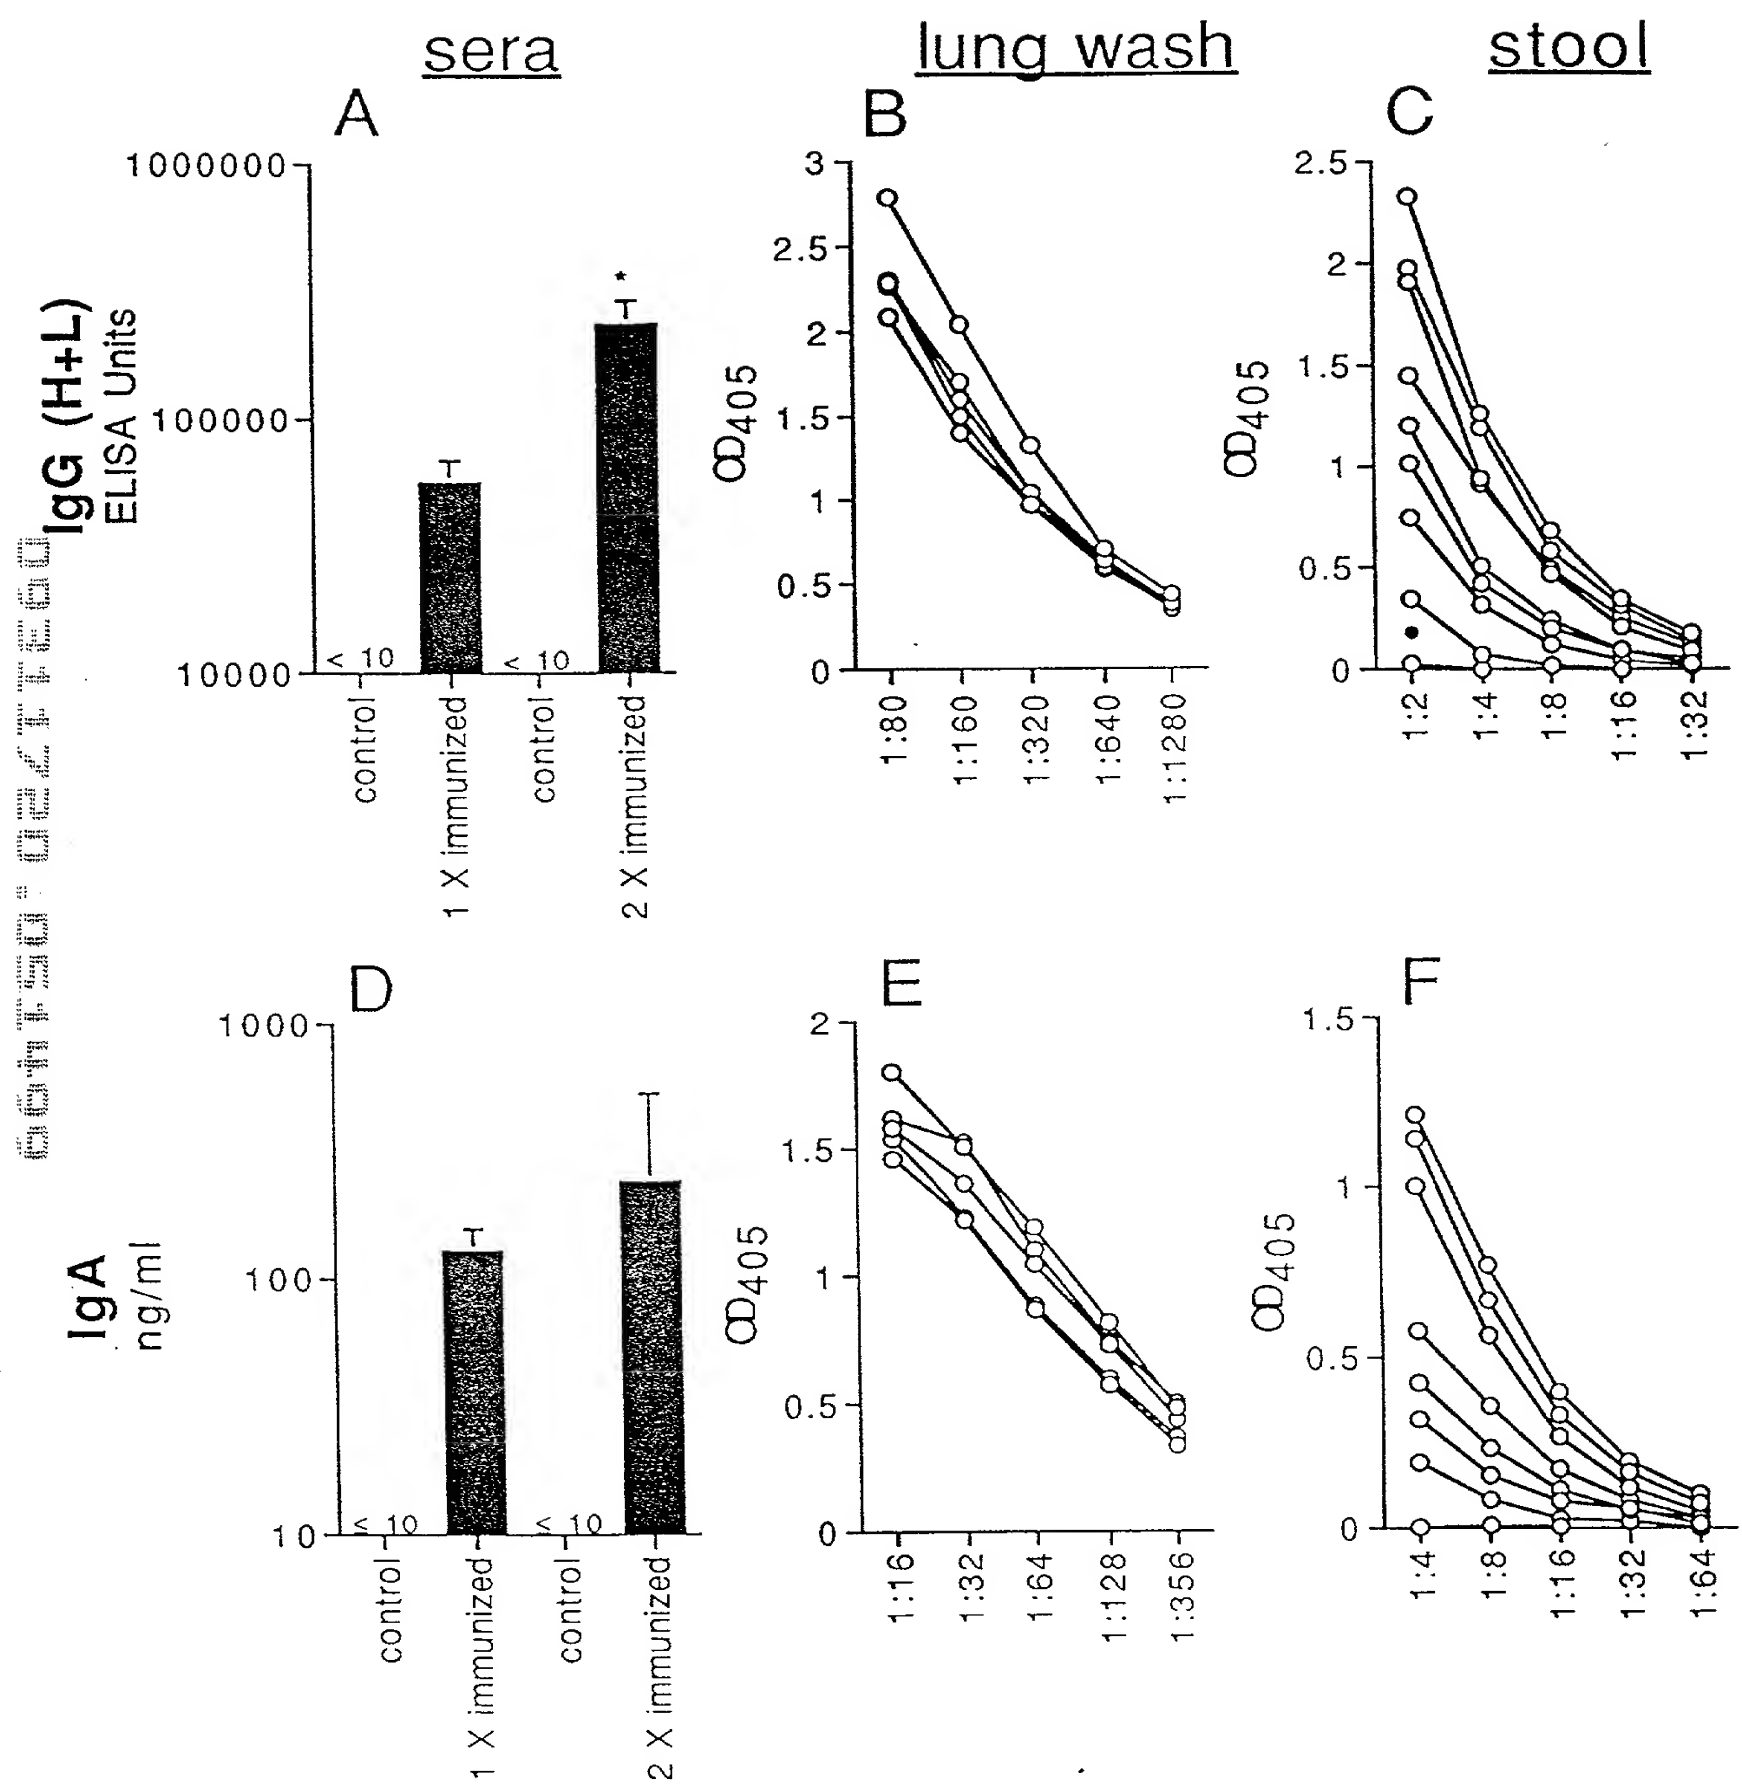 sera
lung wash
stool
A
B
C
IgG (H+L)
ELISA Units
1000000
100000
10000
< 10
< 10
control
1 X immunized
control
2 X immunized
*
OD405
3
2.5
2
1.5
1
0.5
0
1:80
1:160
1:320
1:640
1:1280
OD405
2.5
2
1.5
1
0.5
0
1:2
1:4
1:8
1:16
1:32
D
E
F
IgA
ng/ml
1000
100
10
< 10
< 10
control
1 X immunized
control
2 X immunized
OD405
2
1.5
1
0.5
0
1:16
1:32
1:64
1:128
1:356
OD405
1.5
1
0.5
0
1:4
1:8
1:16
1:32
1:64